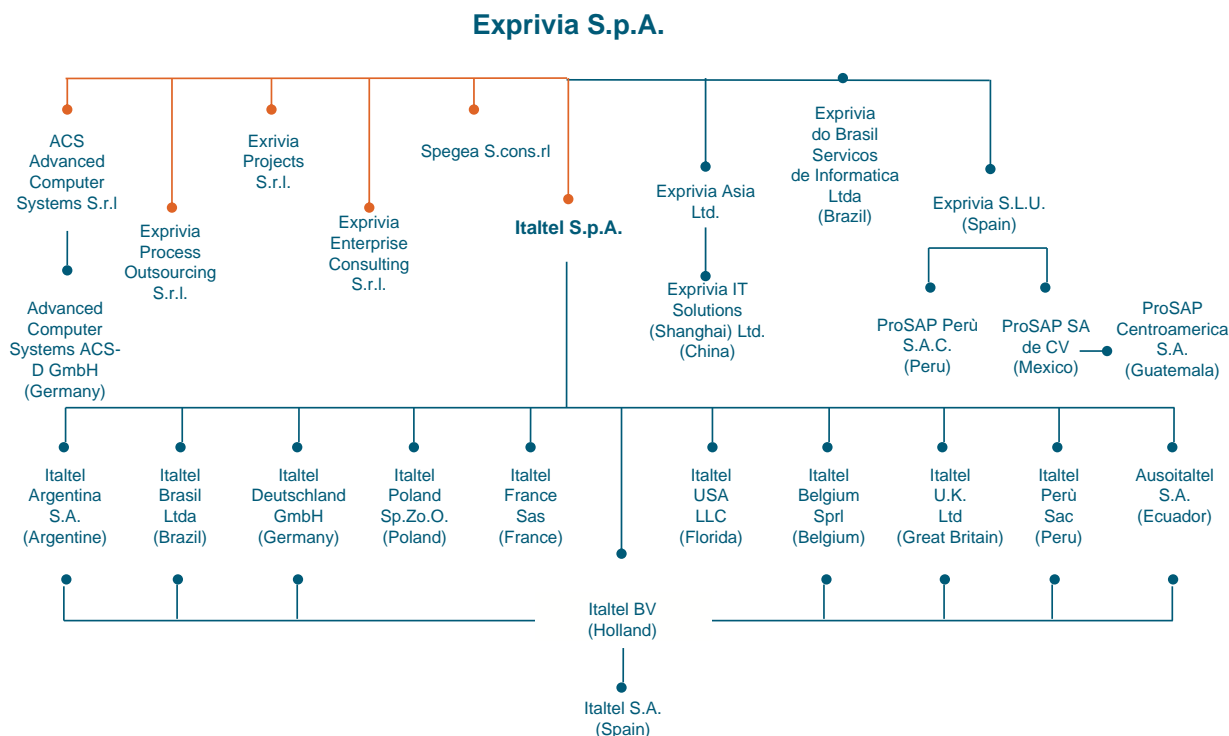 Exprivia S.p.A.
ACS
Advanced
Computer
Systems S.r.l
Exprivia
Process
Outsourcing
S.r.l.
Exrivia
Projects
S.r.l.
Exprivia
Enterprise
Consulting
S.r.l.
Spegea S.cons.rl
Italtel S.p.A.
Exprivia Asia
Ltd.
Exprivia
do Brasil
Servicos
de Informatica
Ltda
(Brazil)
Exprivia S.L.U.
(Spain)
Advanced
Computer
Systems ACS-
D GmbH
(Germany)
Exprivia IT
Solutions
(Shanghai) Ltd.
(China)
ProSAP Perù
S.A.C.
(Peru)
ProSAP SA
de CV
(Mexico)
ProSAP
Centroamerica
S.A.
(Guatemala)
Italtel
Argentina
S.A.
(Argentine)
Italtel
Brasil
Ltda
(Brazil)
Italtel
Deutschland
GmbH
(Germany)
Italtel
Poland
Sp.Zo.O.
(Poland)
Italtel
France
Sas
(France)
Italtel
USA
LLC
(Florida)
Italtel
Belgium
Sprl
(Belgium)
Italtel
U.K.
Ltd
(Great Britain)
Italtel
Perù
Sac
(Peru)
Ausoitaltel
S.A.
(Ecuador)
Italtel BV
(Holland)
Italtel S.A.
(Spain)